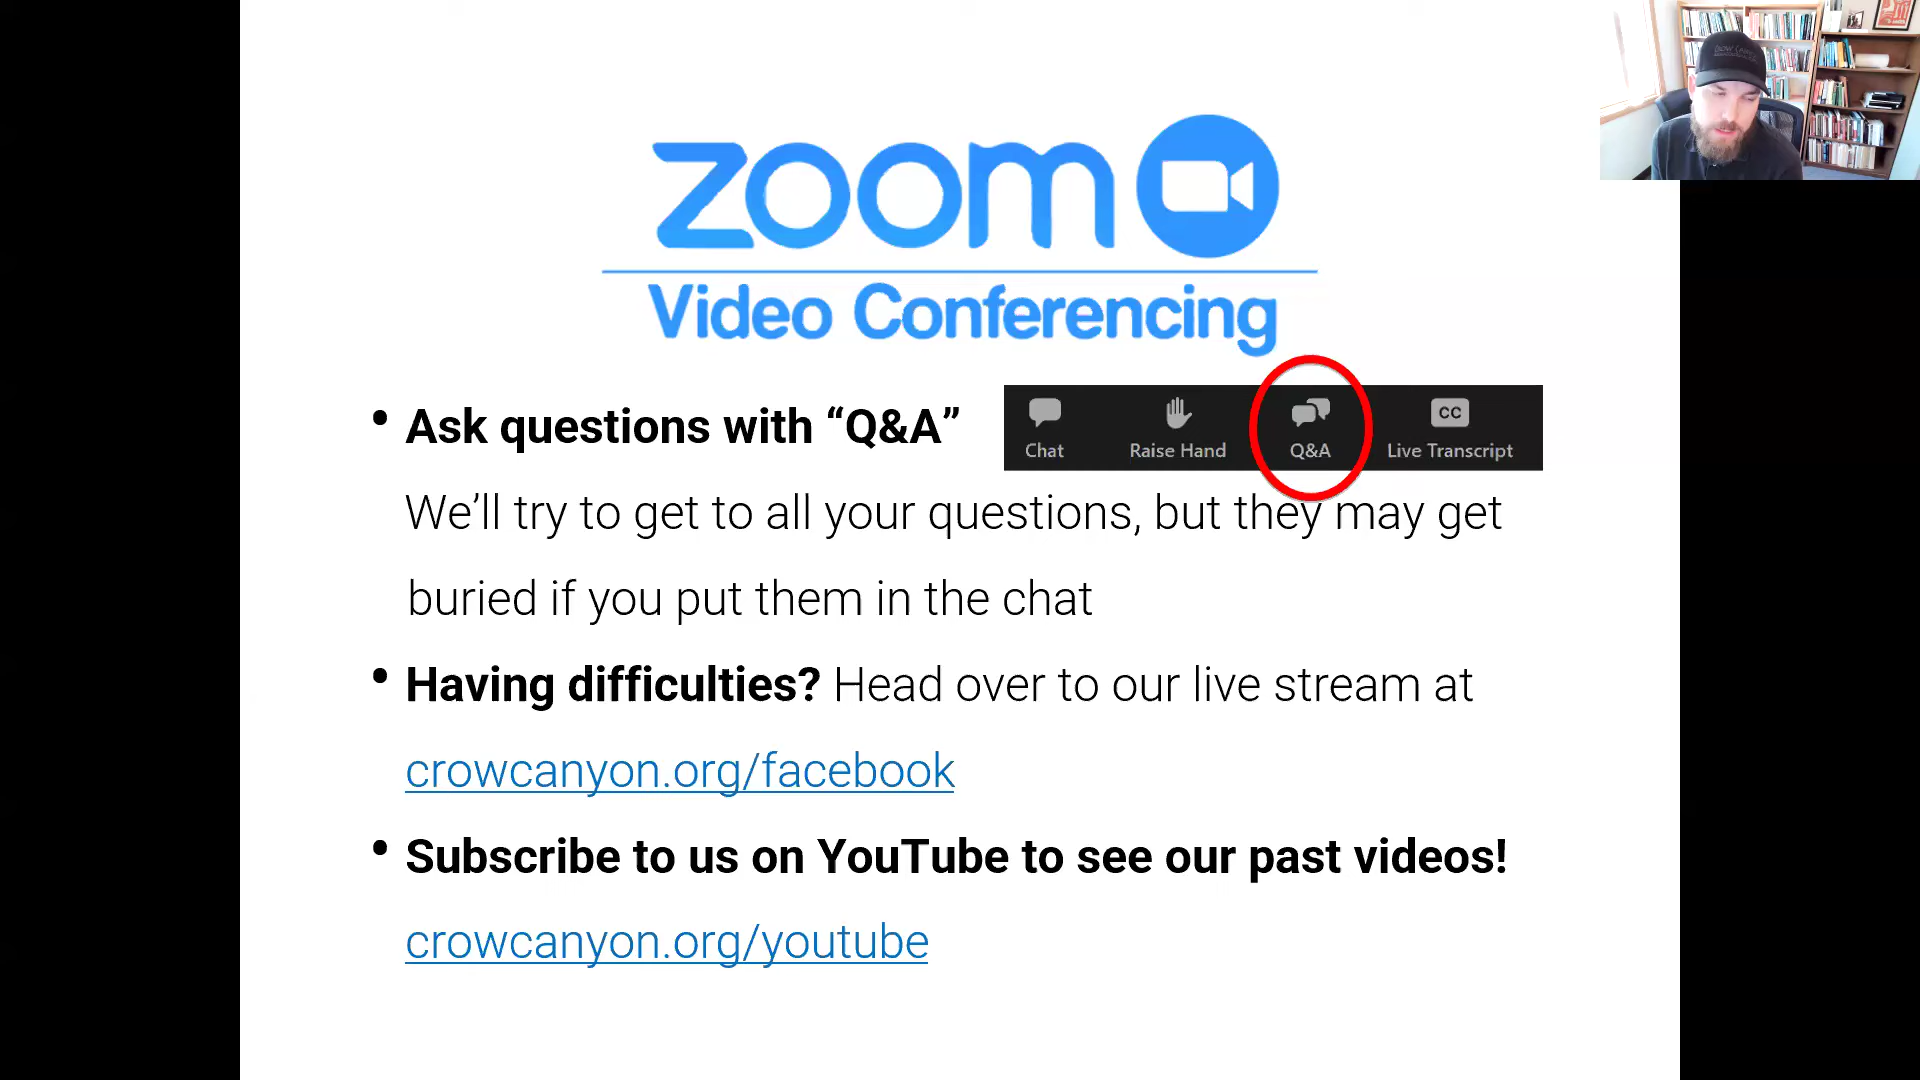 zoom
Video Conferencing
• Ask questions with “Q&A”
Chat Raise Hand Q&A CC Live Transcript
We’ll try to get to all your questions, but they may get
buried if you put them in the chat
• Having difficulties? Head over to our live stream at
crowcanyon.org/facebook
• Subscribe to us on YouTube to see our past videos!
crowcanyon.org/youtube